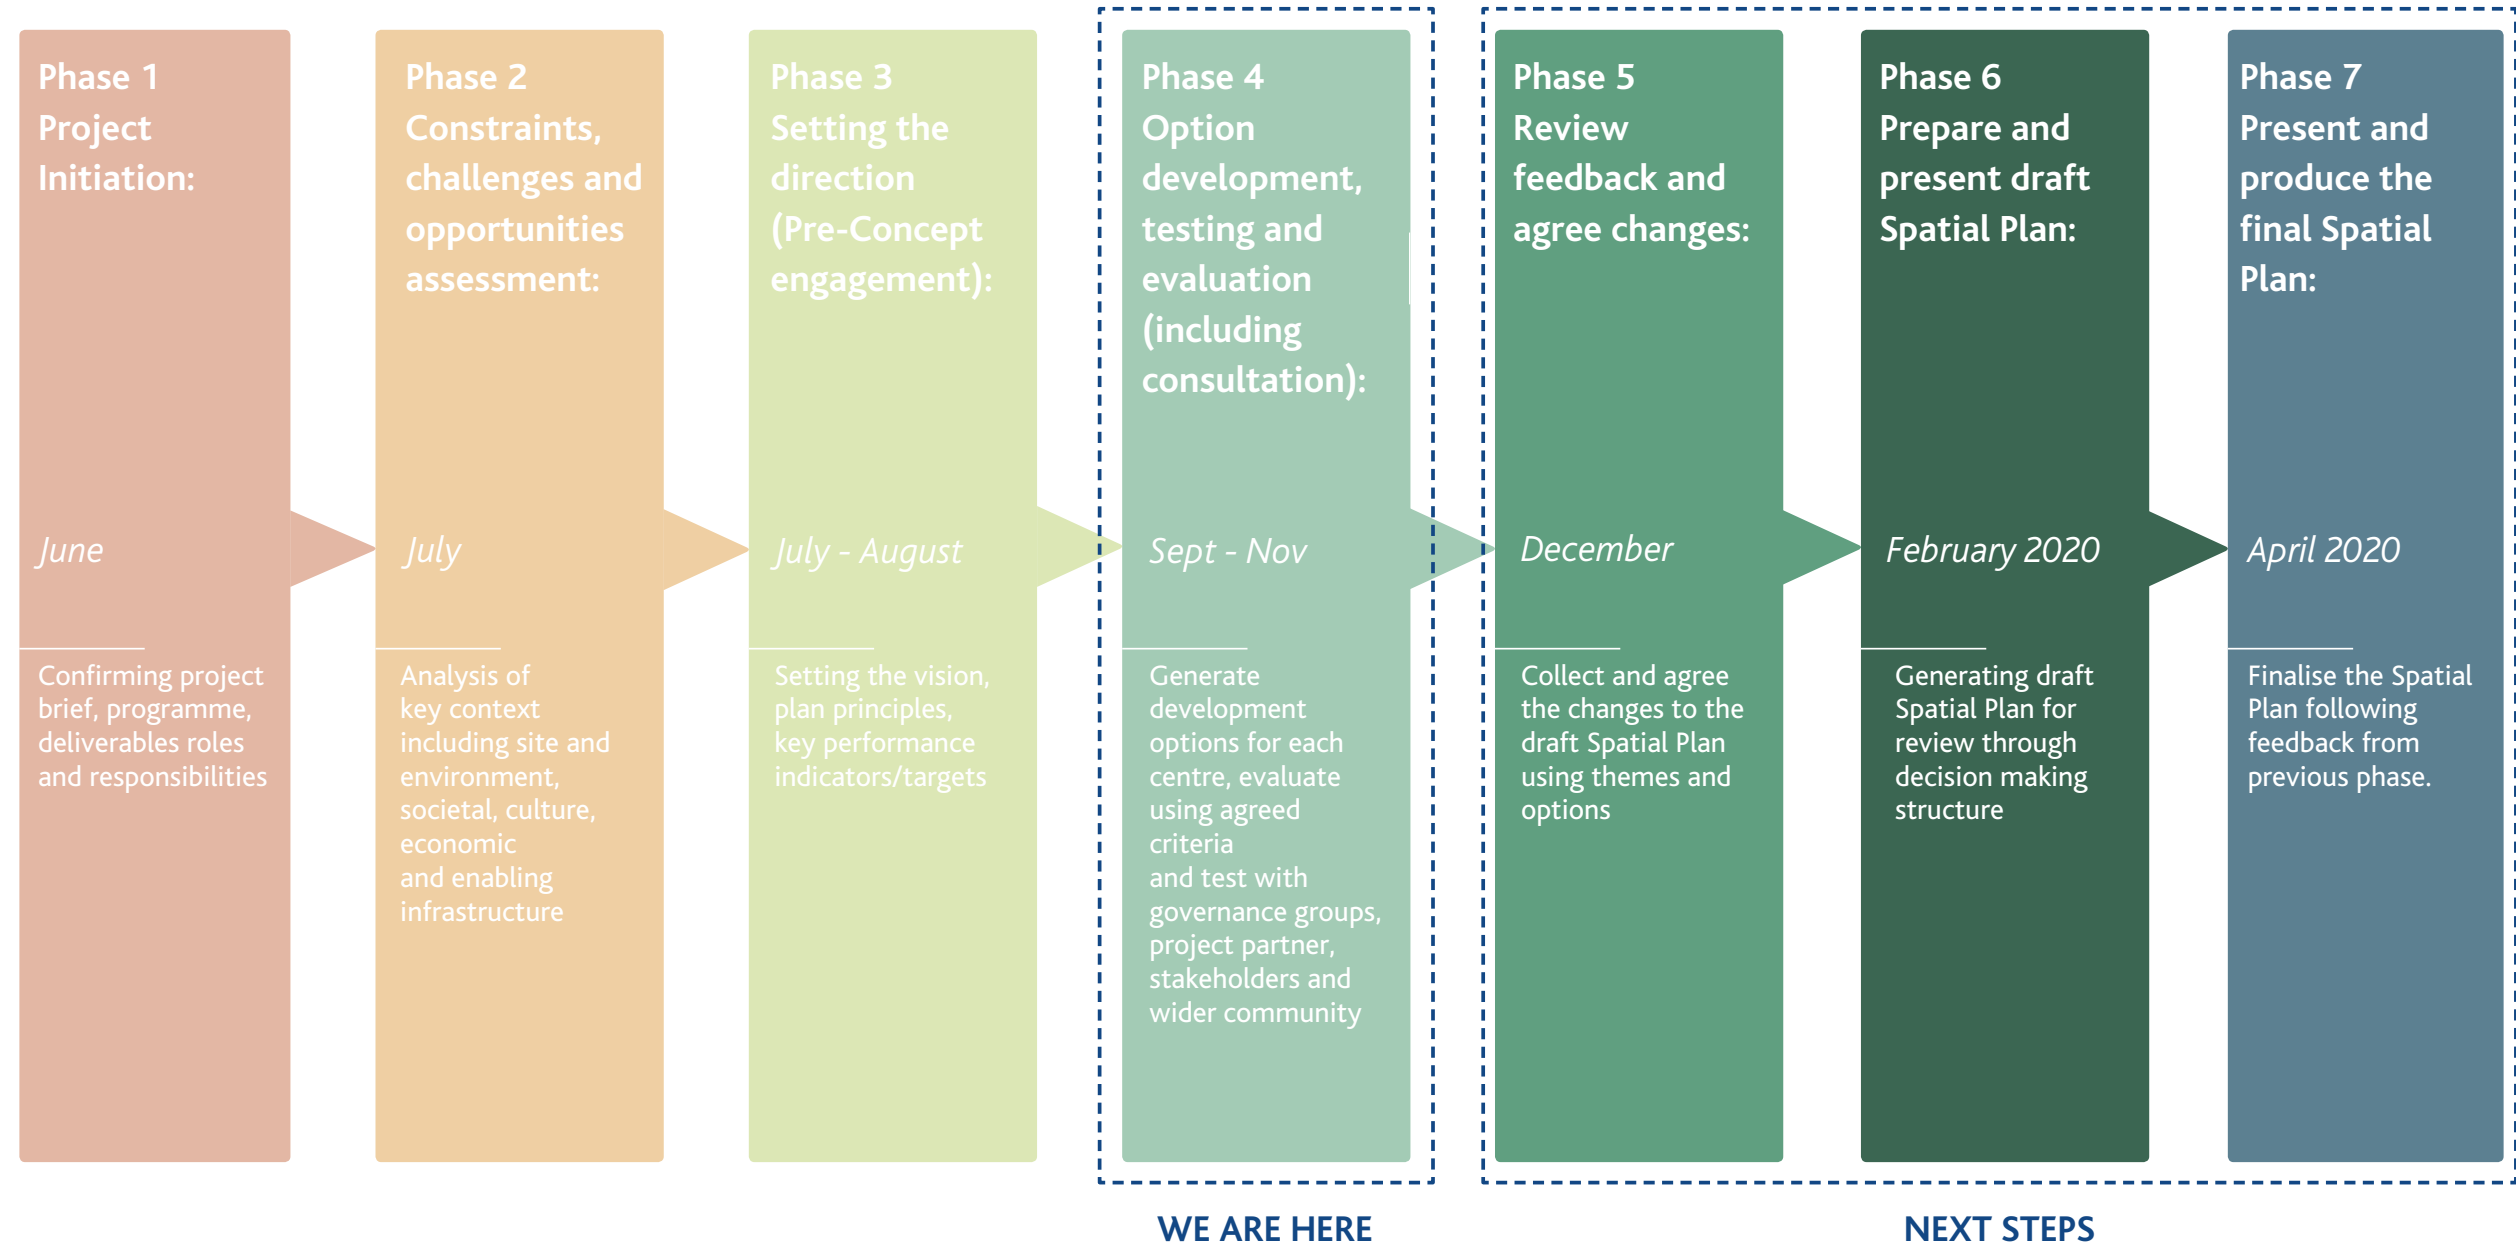 Phase 1
Project
Initiation:
June
Confirming project
brief, programme,
deliverables roles
and responsibilities
Phase 2
Constraints,
challenges and
opportunities
assessment:
July
Analysis of
key context
including site and
environment,
societal, culture,
economic
and enabling
infrastructure
Phase 3
Setting the
direction
(Pre-Concept
engagement):
July - August
Setting the vision,
plan principles,
key performance
indicators/targets
Phase 4
Option
development,
testing and
evaluation
(including
consultation):
Sept - Nov
Generate
development
options for each
centre, evaluate
using agreed
criteria
and test with
governance groups,
project partner,
stakeholders and
wider community
WE ARE HERE
Phase 5
Review
feedback and
agree changes:
December
Collect and agree
the changes to the
draft Spatial Plan
using themes and
options
Phase 6
Prepare and
present draft
Spatial Plan:
February 2020
Generating draft
Spatial Plan for
review through
decision making
structure
Phase 7
Present and
produce the
final Spatial
Plan:
April 2020
Finalise the Spatial
Plan following
feedback from
previous phase.
NEXT STEPS